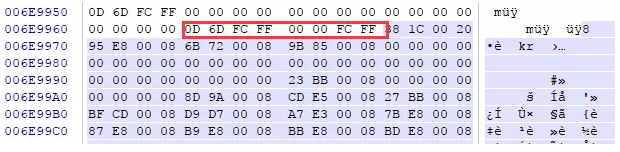 006E9950 0D 6D FC FF 00 00 00 00 00 00 00 00 00 00 00 00 müÿ
006E9960 00 00 00 00 0D 6D FC FF 00 00 FC FF 38 1C 00 20 müÿ üÿ8
006E9970 95 E8 00 08 6B 72 00 08 9B 85 00 08 00 00 00 00 •è kr ›…
006E9980 00 00 00 00 00 00 00 00 00 00 00 00 00 00 00 00
006E9990 00 00 00 00 00 00 00 00 23 BB 00 08 00 00 00 00 #»
006E99A0 00 00 00 00 8D 9A 00 08 CD E5 00 08 27 BB 00 08 š Íå '»
006E99B0 BF CD 00 08 D9 D7 00 08 A7 E3 00 08 7B E8 00 08 ¿Í Ù× §ã {è
006E99C0 87 E8 00 08 B9 E8 00 08 BB E8 00 08 BD E8 00 08 ‡è ¹è »è ½è